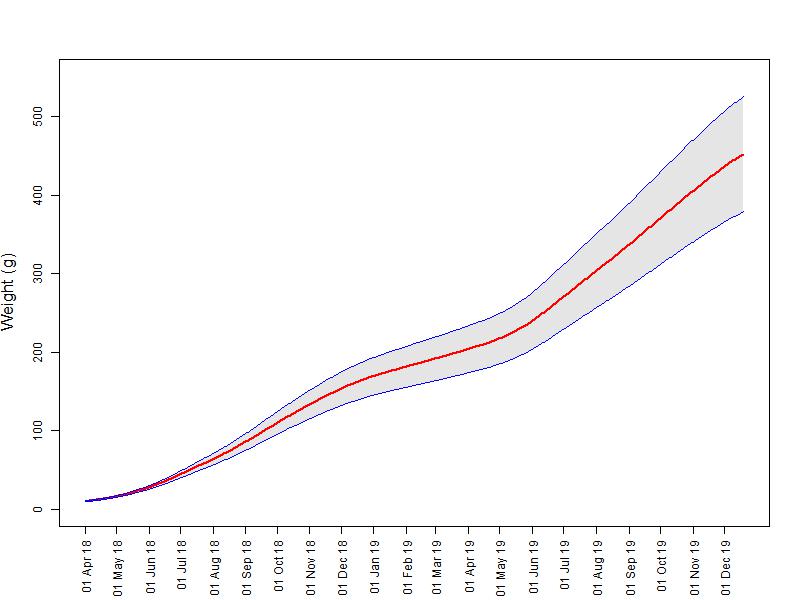 500
400
300
200
100
0
Weight (g)
01 Apr 18
01 May 18
01 Jun 18
01 Jul 18
01 Aug 18
01 Sep 18
01 Oct 18
01 Nov 18
01 Dec 18
01 Jan 19
01 Feb 19
01 Mar 19
01 Apr 19
01 May 19
01 Jun 19
01 Jul 19
01 Aug 19
01 Sep 19
01 Oct 19
01 Nov 19
01 Dec 19